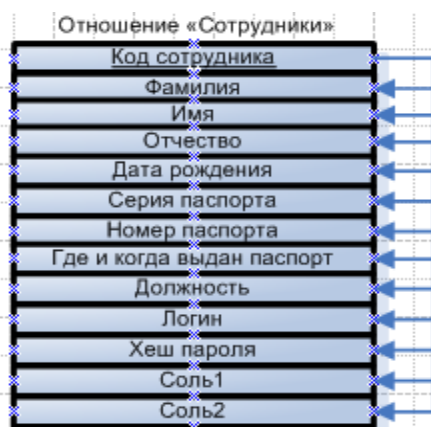 Отношение «Сотрудники»
Код сотрудника
Фамилия
Имя
Отчество
Дата рождения
Серия паспорта
Номер паспорта
Где и когда выдан паспорт
Должность
Логин
Хеш пароля
Соль1
Соль2